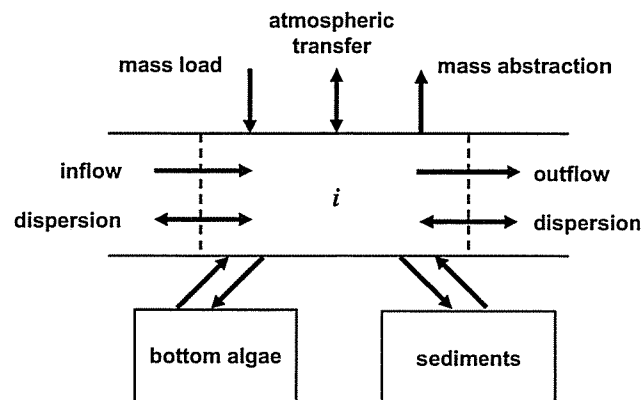 atmospheric
transfer
mass load
mass abstraction
inflow
i
outflow
dispersion
dispersion
bottom algae
sediments